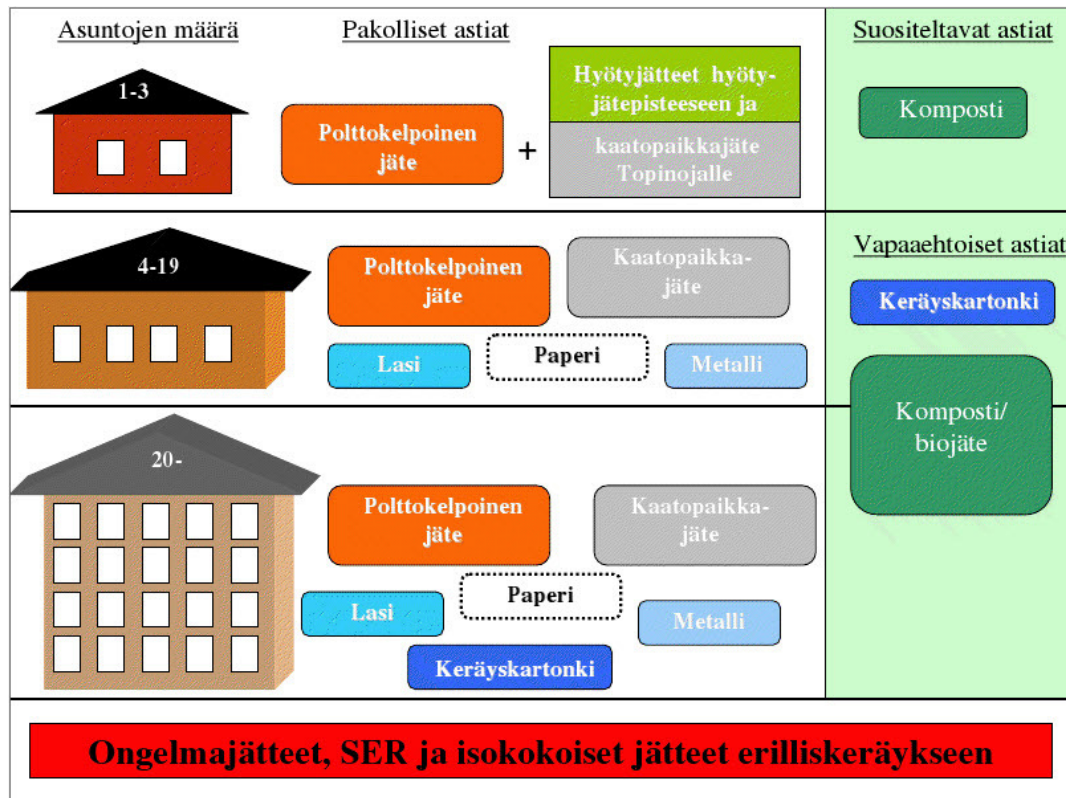 Asuntojen määrä
Pakolliset astiat
Suositeltavat astiat
1-3
Polttokelpoinen
jäte
+
Hyötyjätteet hyöty-
jätepisteeseen ja
kaatopaikkajäte
Topinojalle
Komposti
4-19
Polttokelpoinen
jäte
Kaatopaikka-
jäte
Lasi
Paperi
Metalli
Vapaaehtoiset astiat
Keräyskartonki
Komposti/
biojäte
20-
Polttokelpoinen
jäte
Kaatopaikka-
jäte
Lasi
Paperi
Metalli
Keräyskartonki
Ongelmajätteet, SER ja isokokoiset jätteet erilliskeräykseen